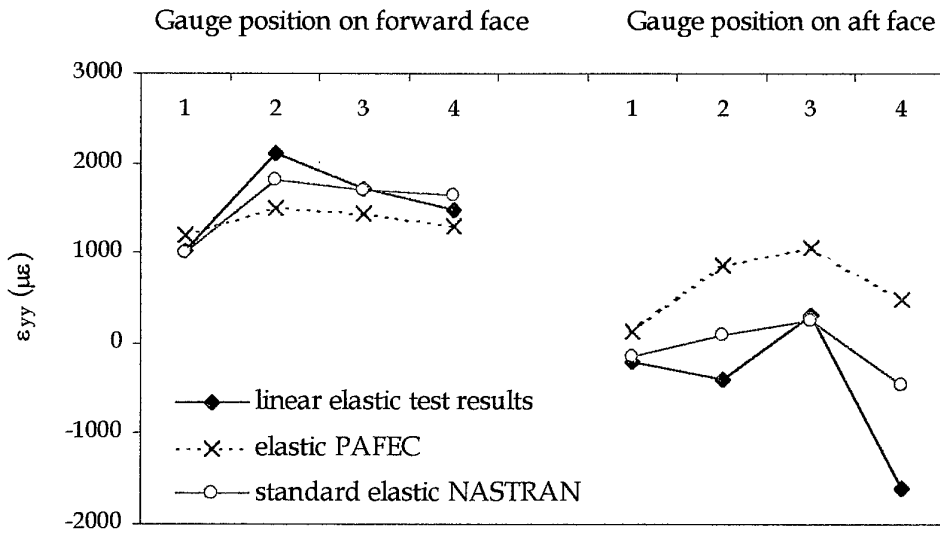 Gauge position on forward face Gauge position on aft face
3000
1 2 3 4 1 2 3 4
2000
1000
εyy (με)
0
linear elastic test results
-1000
elastic PAFEC
standard elastic NASTRAN
-2000